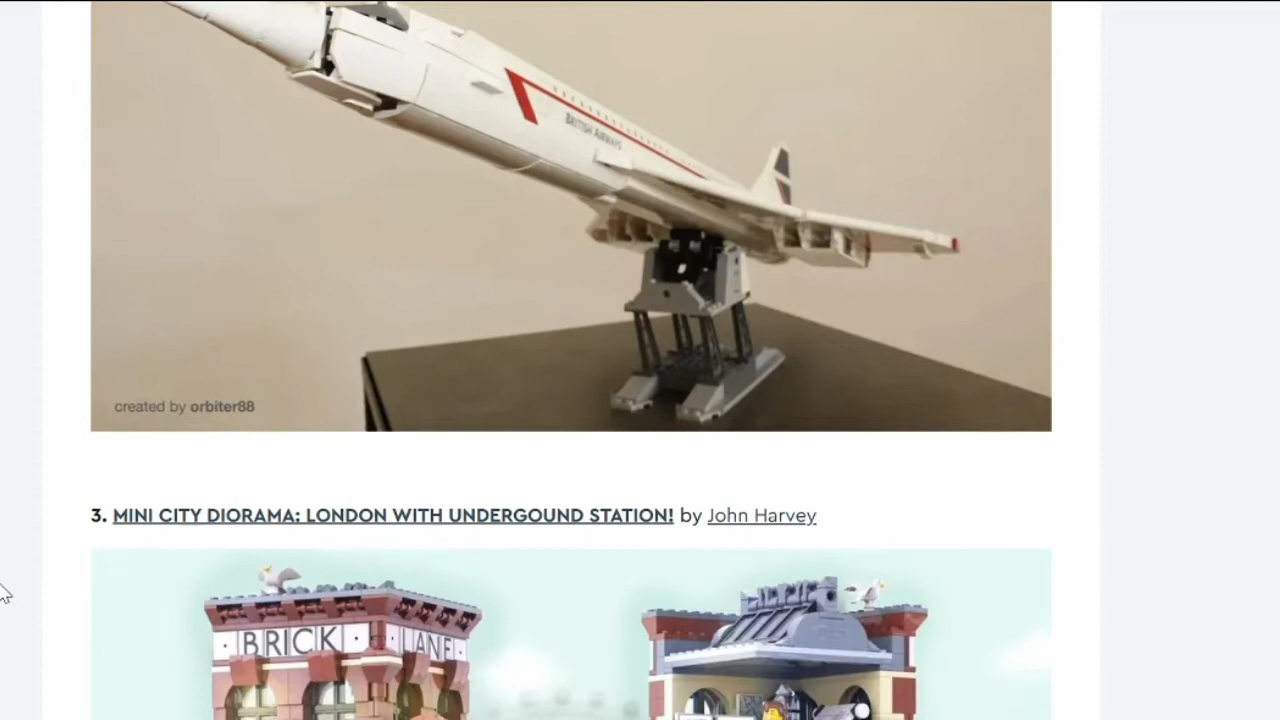 BRITISH AIRWAYS
created by orbiter88
3. MINI CITY DIORAMA: LONDON WITH UNDERGOUND STATION! by John Harvey
BRICK LANE